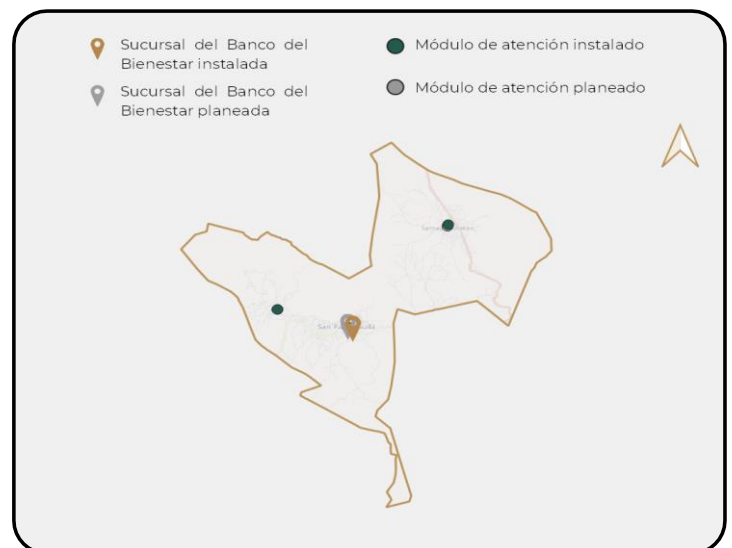 Sucursal del Banco del
Bienestar instalada
Sucursal del Banco del
Bienestar planeada
Módulo de atención instalado
Módulo de atención planeado
San